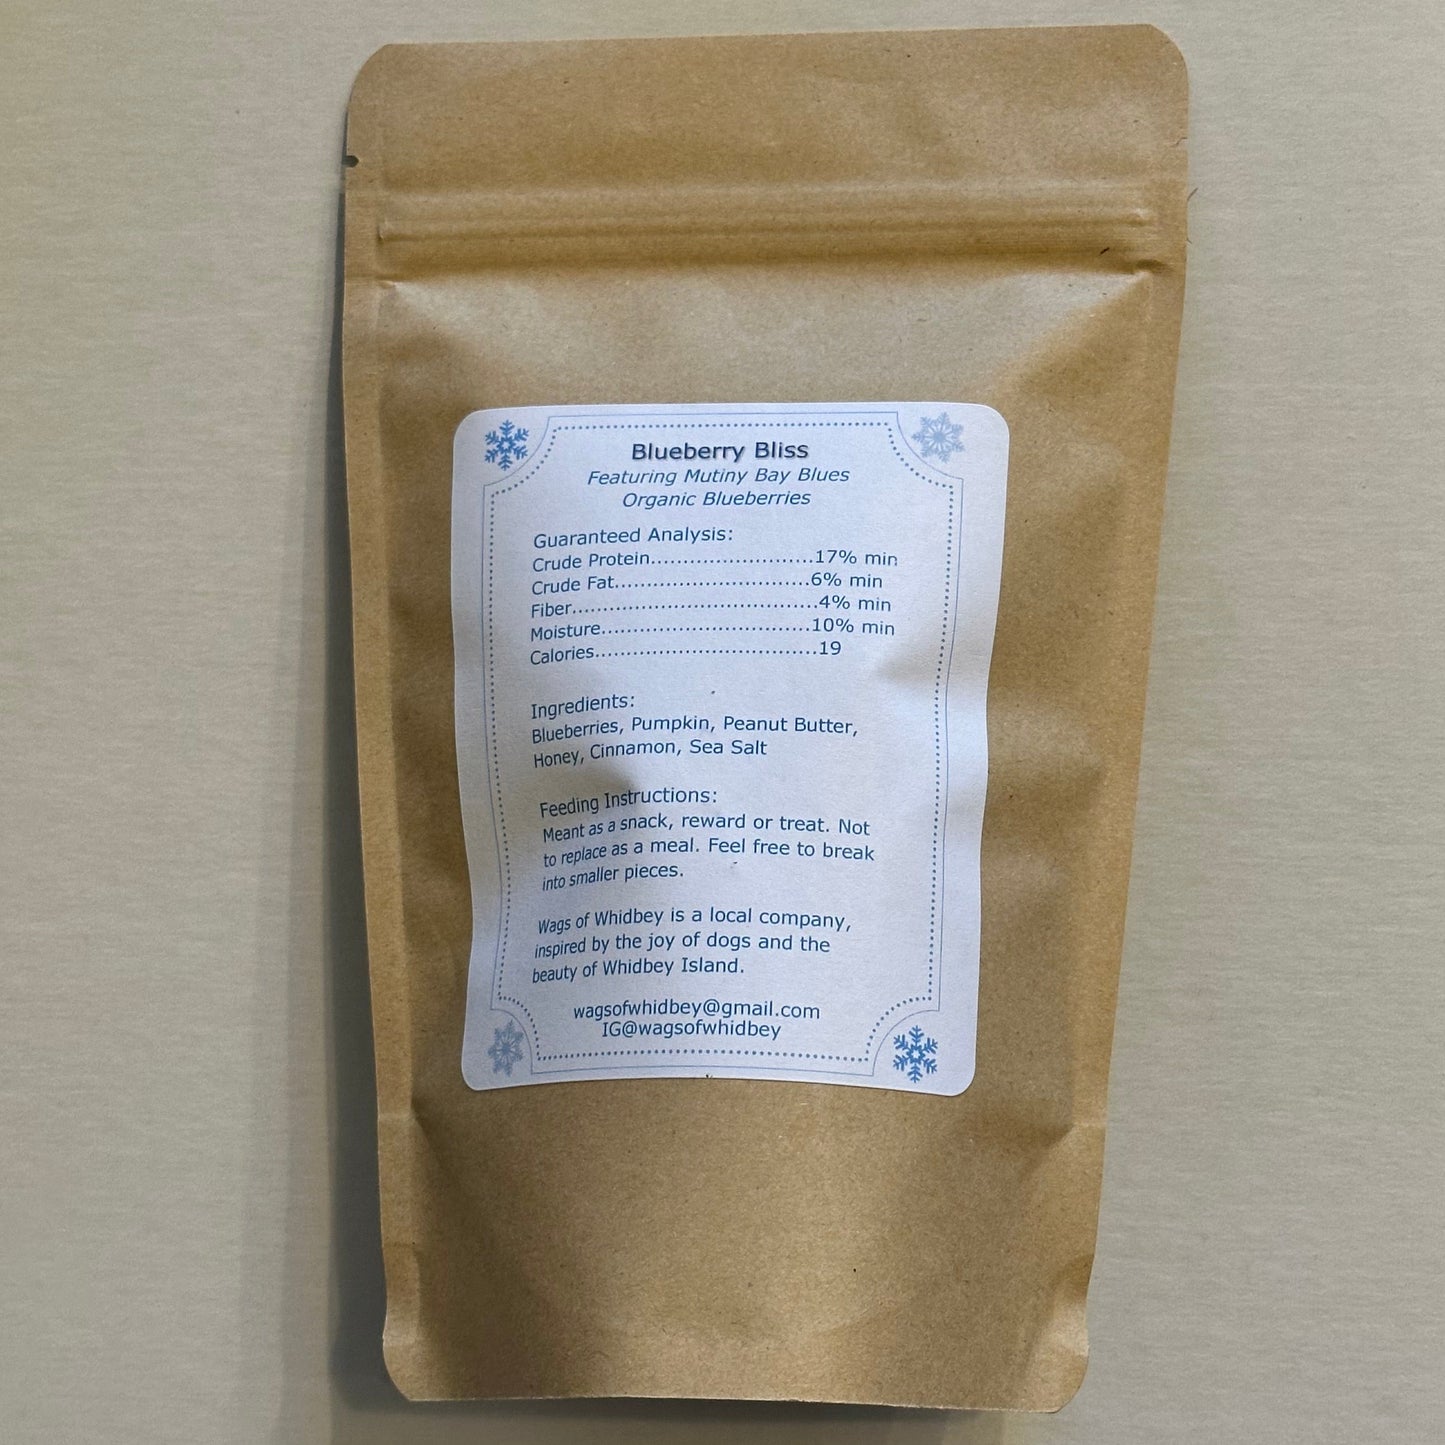 Blueberry Bliss
Featuring Mutiny Bay Blues
Organic Blueberries
Guaranteed Analysis:
Crude Protein..........................17% min
Crude Fat...............................6% min
Fiber.......................................4% min
Moisture.................................10% min
Calories...................................19
Ingredients:
Blueberries, Pumpkin, Peanut Butter,
Honey, Cinnamon, Sea Salt
Feeding Instructions:
Meant as a snack, reward or treat. Not
to replace as a meal. Feel free to break
into smaller pieces.
Wags of Whidbey is a local company,
inspired by the joy of dogs and the
beauty of Whidbey Island.
wagsofwhidbey@gmail.com
IG@wagsofwhidbey